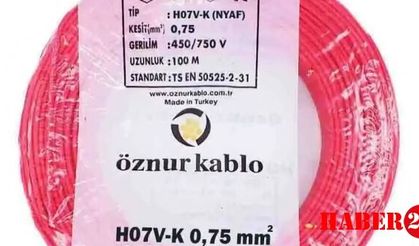 TİP : H07V-K (NYAF)
KESİT(mm²) : 0,75
GERİLİM : 450/750 V
UZUNLUK : 100 M
STANDART : TS EN 50525-2-31
www.oznurkablo.com.tr
Made in Turkey
öznur kablo
H07V-K 0,75 mm²
HABER2